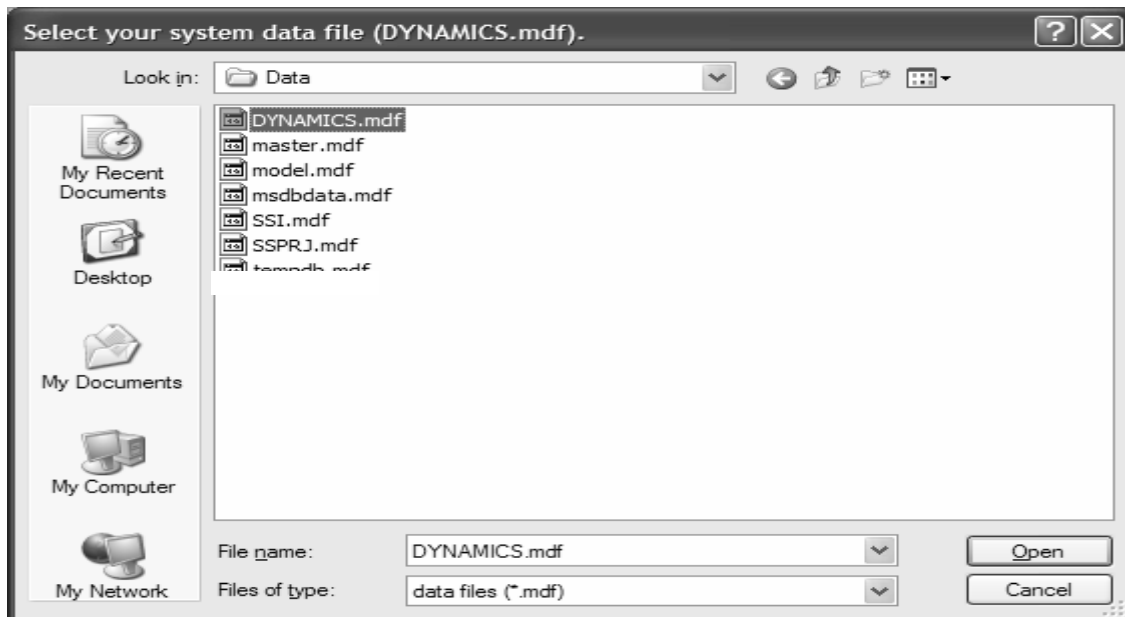 Select your system data file (DYNAMICS.mdf).
Look in:
Data
My Recent
Documents
Desktop
My Documents
My Computer
My Network
DYNAMICS.mdf
master.mdf
model.mdf
msdbdata.mdf
SSI.mdf
SSPRJ.mdf
tempdb.mdf
File name:
DYNAMICS.mdf
Open
Files of type:
data files (*.mdf)
Cancel